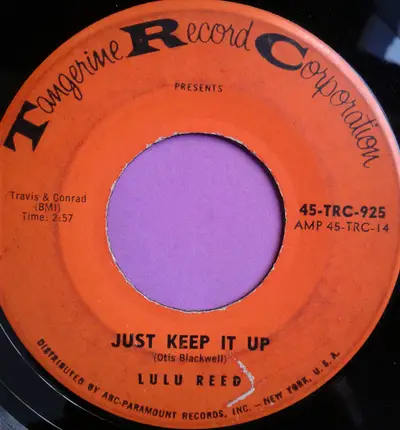 Tangerine Record Corporation
PRESENTS
Travis & Conrad
(BMI)
Time: 2:57
45-TRC-925
AMP 45-TRC-14
JUST KEEP IT UP
(Otis Blackwell)
LULU REED
DISTRIBUTED BY ABC-PARAMOUNT RECORDS, INC. — NEW YORK, U.S.A.